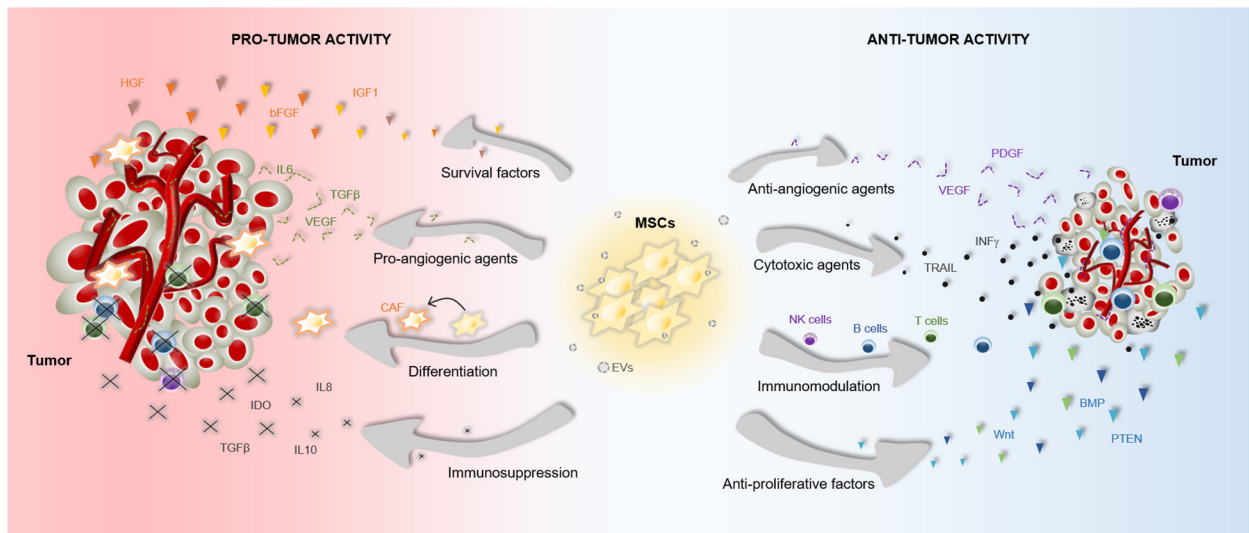 PRO-TUMOR ACTIVITY
HGF
IGF1
bFGF
Survival factors
IL6
TGFβ
VEGF
Pro-angiogenic agents
CAF
Differentiation
Tumor
IL8
IDO
TGFβ
IL10
Immunosuppression
MSCs
EVs
ANTI-TUMOR ACTIVITY
PDGF
VEGF
Anti-angiogenic agents
Tumor
INFγ
Cytotoxic agents
TRAIL
NK cells
B cells
T cells
Immunomodulation
BMP
Wnt
PTEN
Anti-proliferative factors